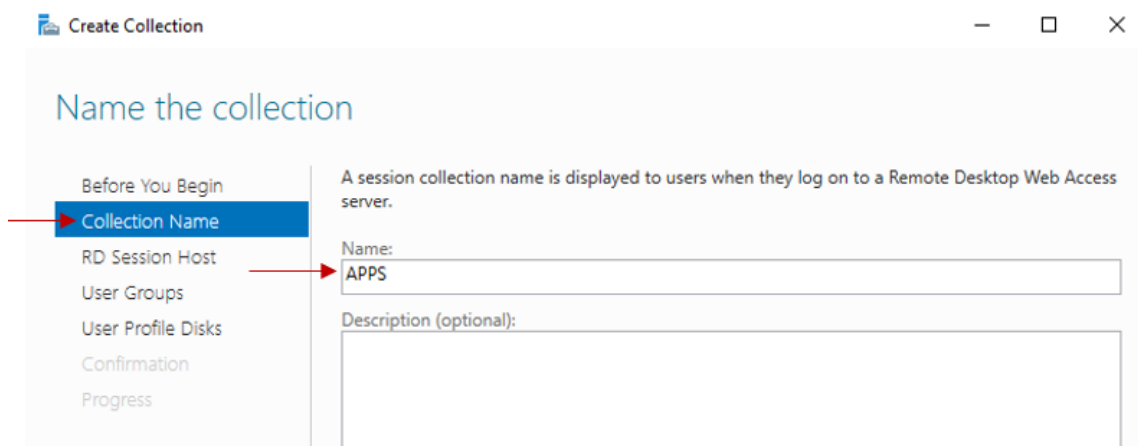 Create Collection
Name the collection
Before You Begin
Collection Name
RD Session Host
User Groups
User Profile Disks
Confirmation
Progress
A session collection name is displayed to users when they log on to a Remote Desktop Web Access
server.
Name:
APPS
Description (optional):